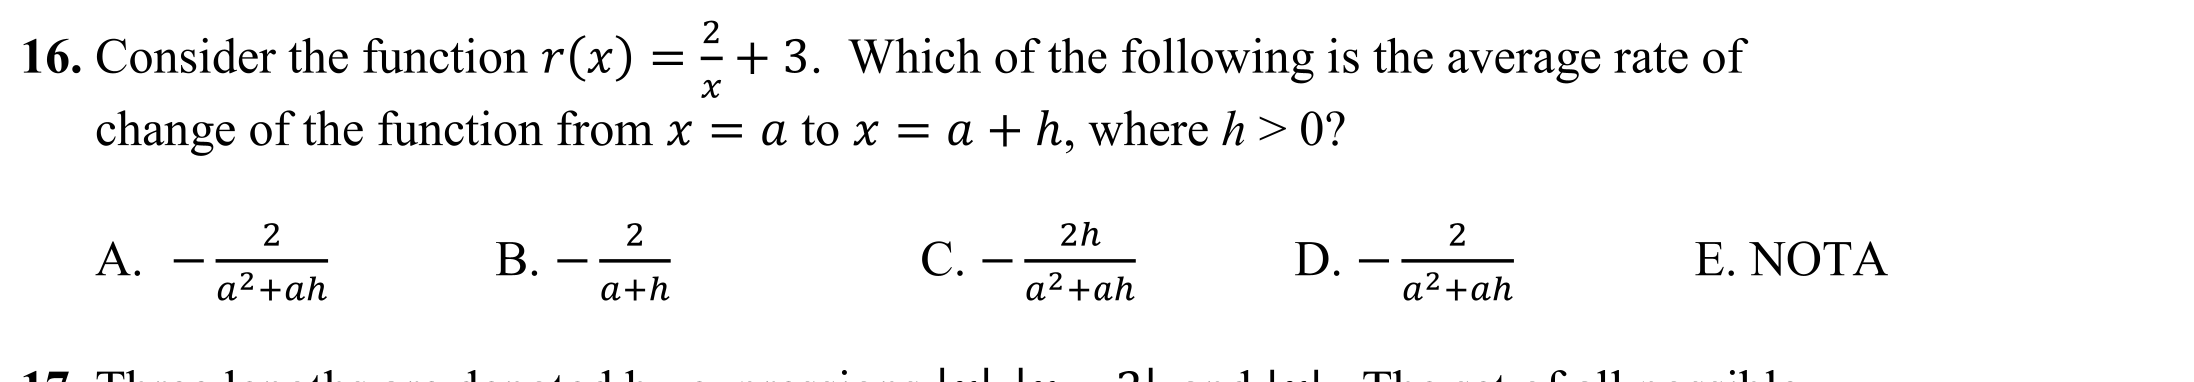 16. Consider the function r(x) = 2/x + 3. Which of the following is the average rate of
change of the function from x = a to x = a + h, where h > 0?
A. − 2/(a²+ah) B. − 2/(a+h) C. − 2h/(a²+ah) D. − 2/(a²+ah) E. NOTA